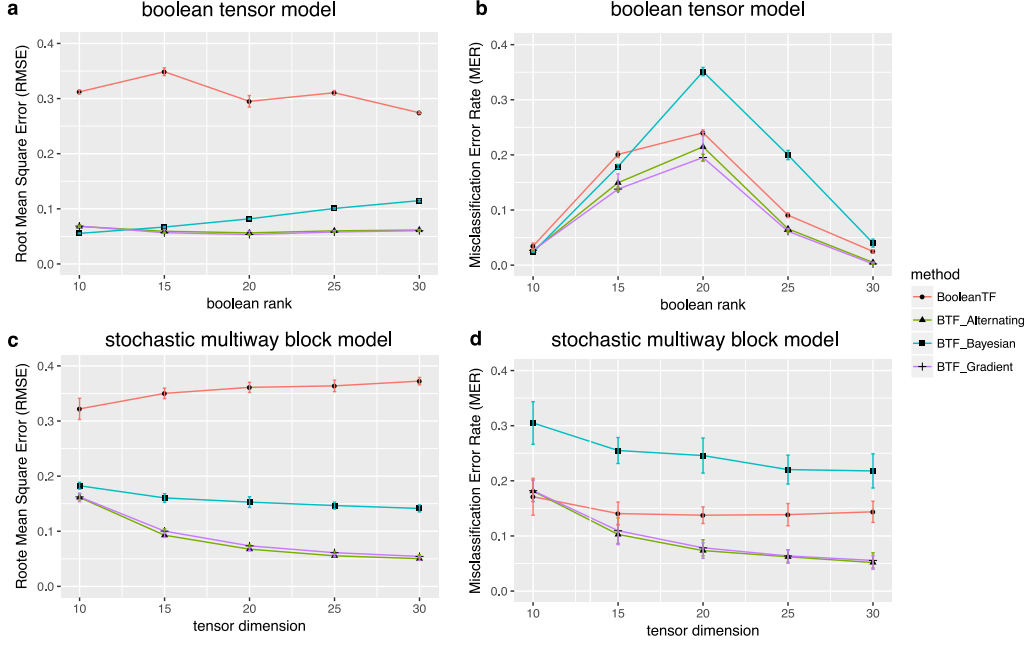 a
boolean tensor model
Root Mean Square Error (RMSE)
0.4
0.3
0.2
0.1
0.0
10 15 20 25 30
boolean rank
b
boolean tensor model
Misclassification Error Rate (MER)
0.4
0.3
0.2
0.1
0.0
10 15 20 25 30
boolean rank
c
stochastic multiway block model
Roote Mean Square Error (RMSE)
0.4
0.3
0.2
0.1
0.0
10 15 20 25 30
tensor dimension
d
stochastic multiway block model
Misclassification Error Rate (MER)
0.4
0.3
0.2
0.1
0.0
10 15 20 25 30
tensor dimension
method
BooleanTF
BTF_Alternating
BTF_Bayesian
BTF_Gradient